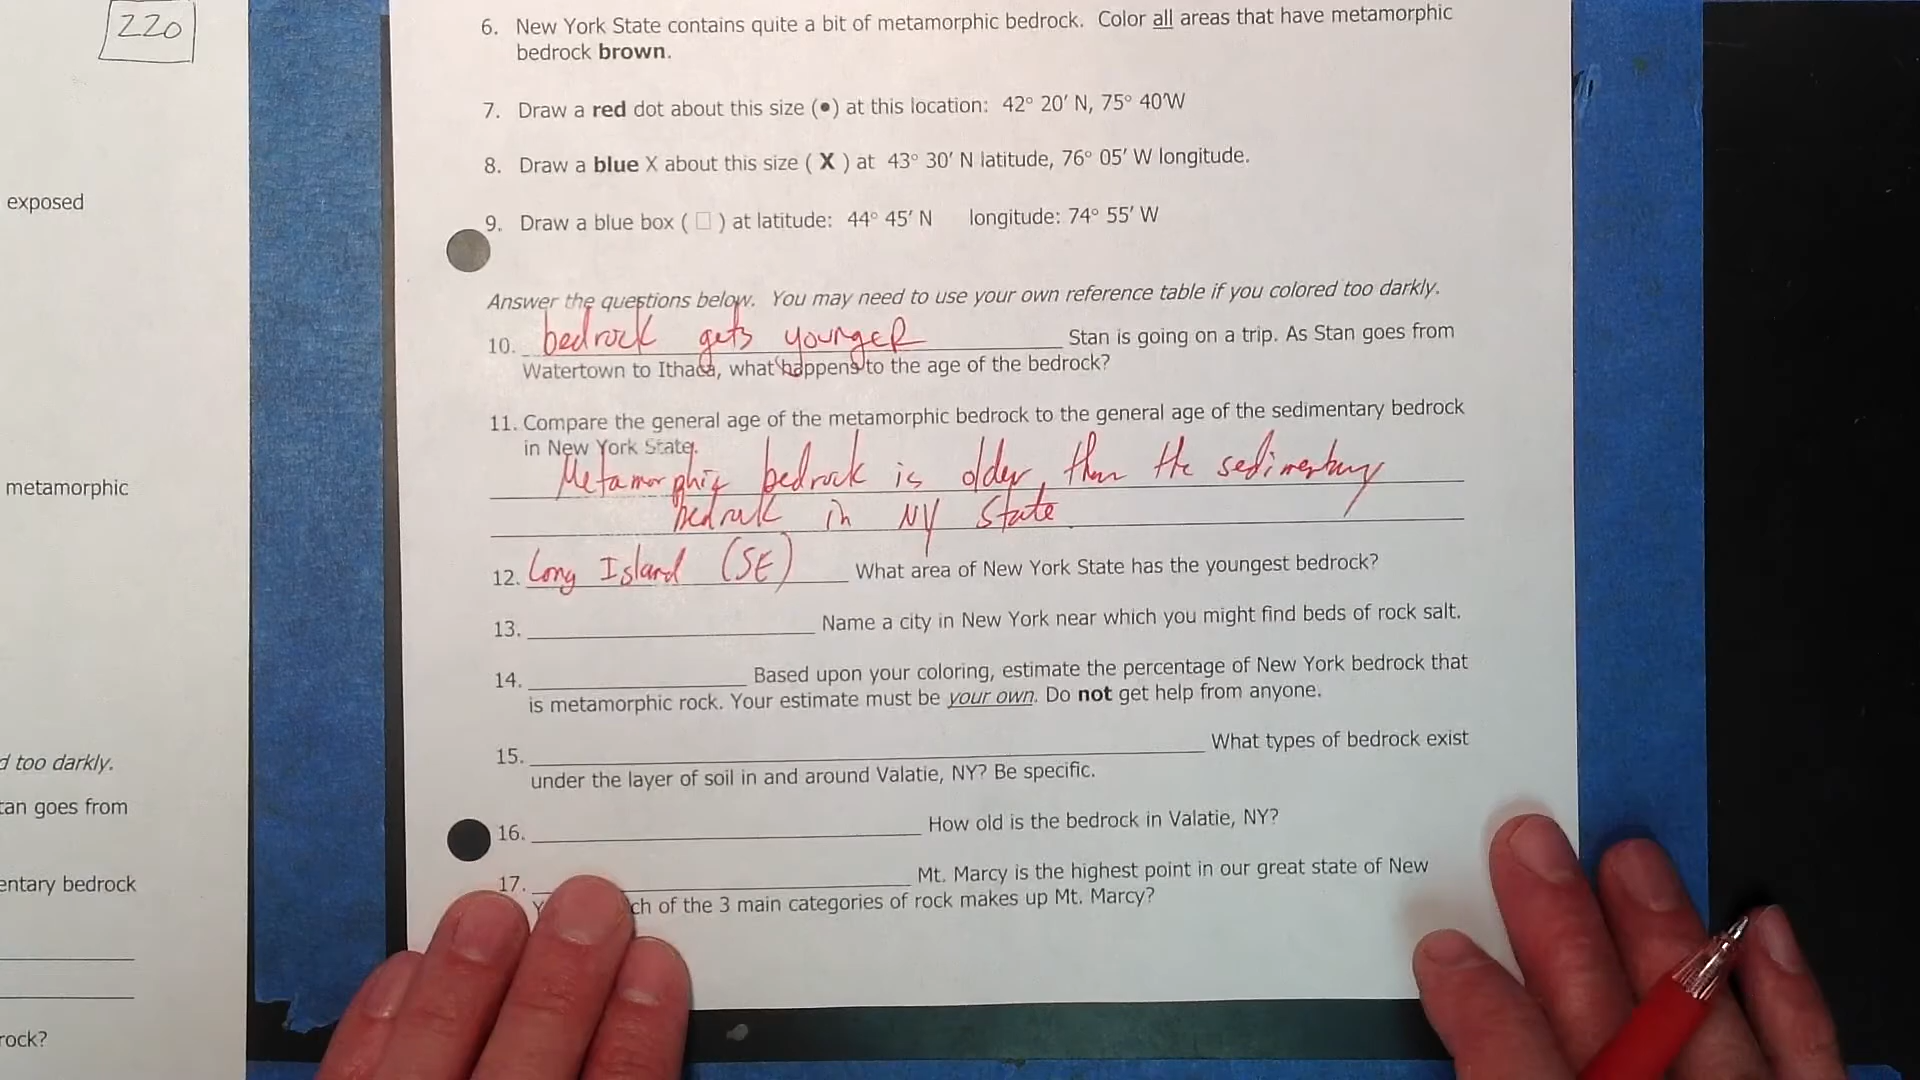 220
exposed
metamorphic
d too darkly.
tan goes from
entary bedrock
rock?
6. New York State contains quite a bit of metamorphic bedrock. Color all areas that have metamorphic
bedrock brown.
7. Draw a red dot about this size (•) at this location: 42° 20' N, 75° 40'W
8. Draw a blue X about this size ( X ) at 43° 30' N latitude, 76° 05' W longitude.
9. Draw a blue box ( □ ) at latitude: 44° 45' N longitude: 74° 55' W
Answer the questions below. You may need to use your own reference table if you colored too darkly.
10. bedrock gets younger Stan is going on a trip. As Stan goes from
Watertown to Ithaca, what happens to the age of the bedrock?
11. Compare the general age of the metamorphic bedrock to the general age of the sedimentary bedrock
in New York State.
Metamorphic bedrock is older than the sedimentary
bedrock in NY State
12. Long Island (SE) What area of New York State has the youngest bedrock?
13. Name a city in New York near which you might find beds of rock salt.
14. Based upon your coloring, estimate the percentage of New York bedrock that
is metamorphic rock. Your estimate must be your own. Do not get help from anyone.
15. What types of bedrock exist
under the layer of soil in and around Valatie, NY? Be specific.
16. How old is the bedrock in Valatie, NY?
17. Mt. Marcy is the highest point in our great state of New
Y ch of the 3 main categories of rock makes up Mt. Marcy?